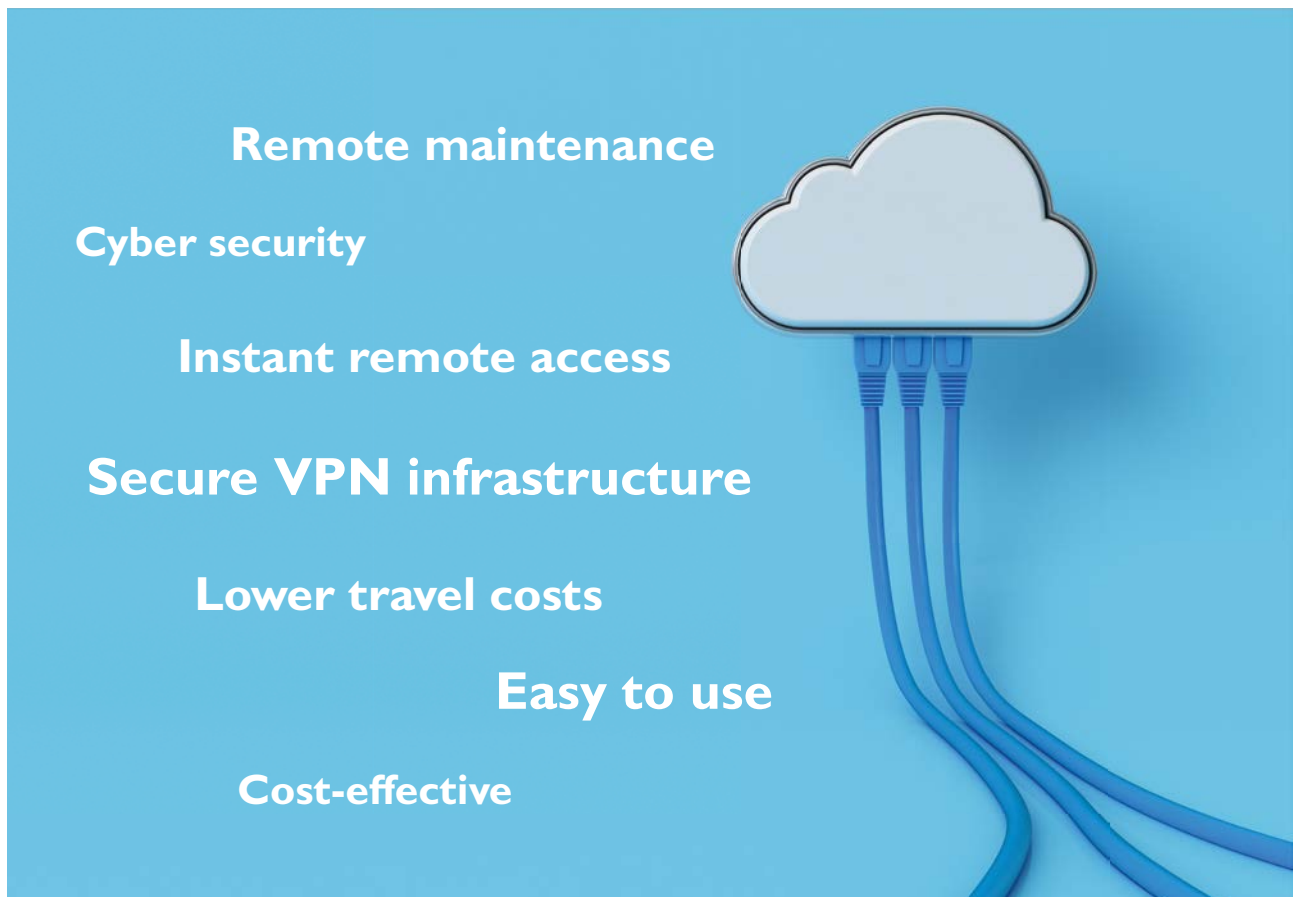 Remote maintenance
Cyber security
Instant remote access
Secure VPN infrastructure
Lower travel costs
Easy to use
Cost-effective